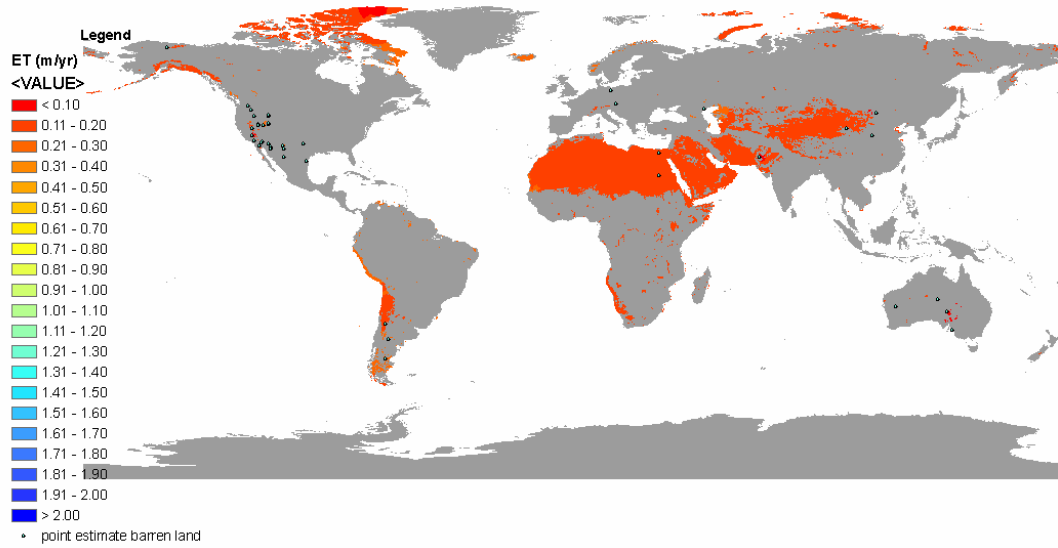 Legend
ET (m/yr)
<VALUE>
< 0.10
0.11 - 0.20
0.21 - 0.30
0.31 - 0.40
0.41 - 0.50
0.51 - 0.60
0.61 - 0.70
0.71 - 0.80
0.81 - 0.90
0.91 - 1.00
1.01 - 1.10
1.11 - 1.20
1.21 - 1.30
1.31 - 1.40
1.41 - 1.50
1.51 - 1.60
1.61 - 1.70
1.71 - 1.80
1.81 - 1.90
1.91 - 2.00
> 2.00
point estimate barren land